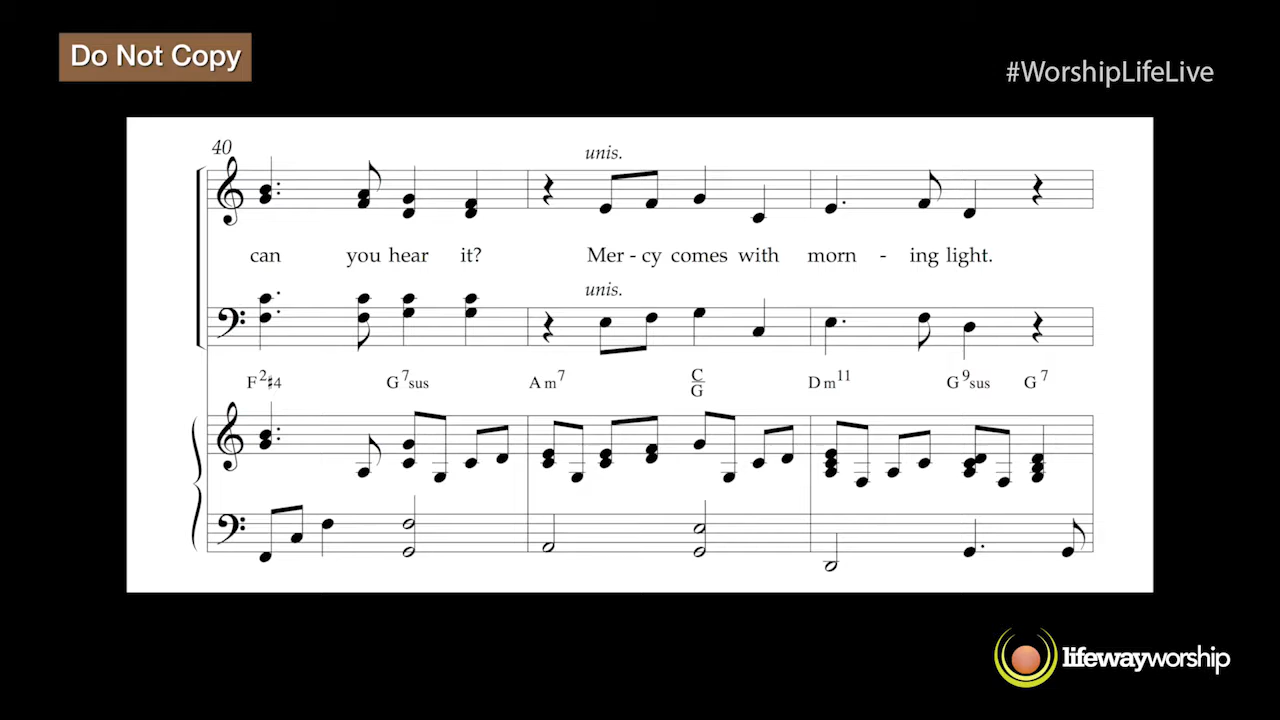 Do Not Copy
#WorshipLifeLive
40
unis.
can you hear it? Mer - cy comes with morn - ing light.
unis.
F2♯4 G7sus Am7 C/G Dm11 G9sus G7
lifewayworship